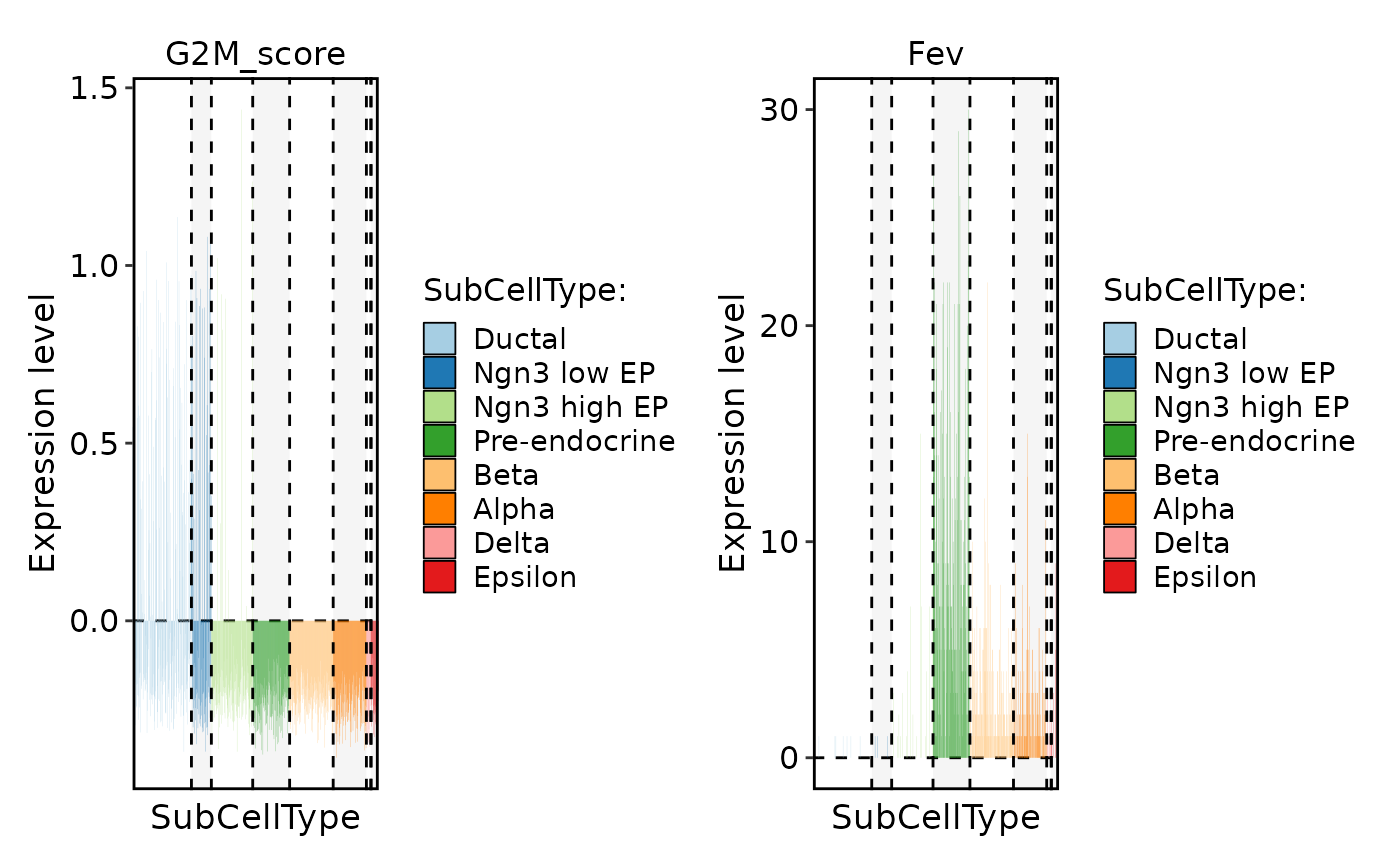 G2M_score
1.5
1.0
0.5
0.0
Expression level
SubCellType
SubCellType:
Ductal
Ngn3 low EP
Ngn3 high EP
Pre-endocrine
Beta
Alpha
Delta
Epsilon
Fev
30
20
10
0
Expression level
SubCellType
SubCellType:
Ductal
Ngn3 low EP
Ngn3 high EP
Pre-endocrine
Beta
Alpha
Delta
Epsilon